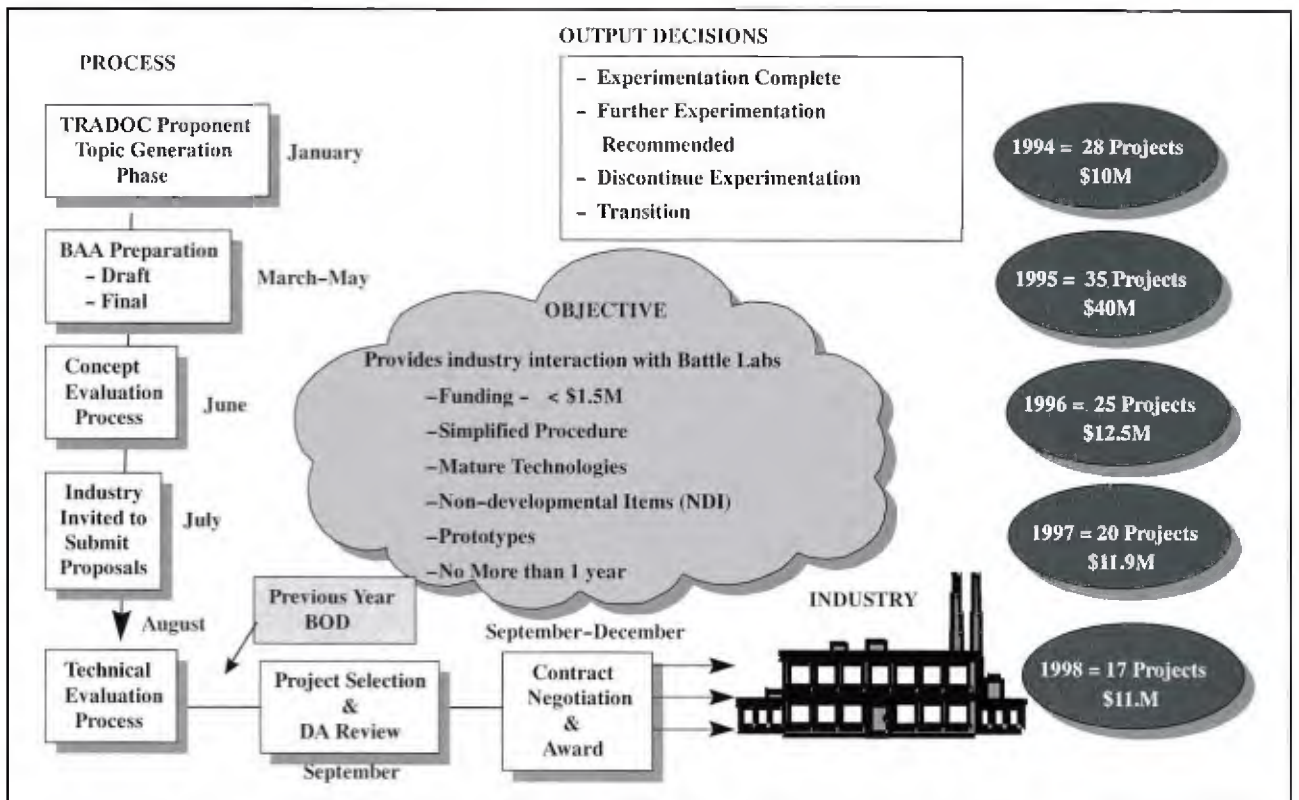 PROCESS
TRADOC Proponent
Topic Generation
Phase
January
BAA Preparation
– Draft
– Final
March–May
Concept
Evaluation
Process
June
Industry
Invited to
Submit
Proposals
July
August
Technical
Evaluation
Process
Previous Year
BOD
Project Selection
&
DA Review
September
September–December
Contract
Negotiation
&
Award
INDUSTRY
OUTPUT DECISIONS
– Experimentation Complete
– Further Experimentation
Recommended
– Discontinue Experimentation
– Transition
OBJECTIVE
Provides industry interaction with Battle Labs
–Funding – < $1.5M
–Simplified Procedure
–Mature Technologies
–Non–developmental Items (NDI)
–Prototypes
–No More than 1 year
1994 = 28 Projects
$10M
1995 = 35 Projects
$40M
1996 = 25 Projects
$12.5M
1997 = 20 Projects
$11.9M
1998 = 17 Projects
$11.M